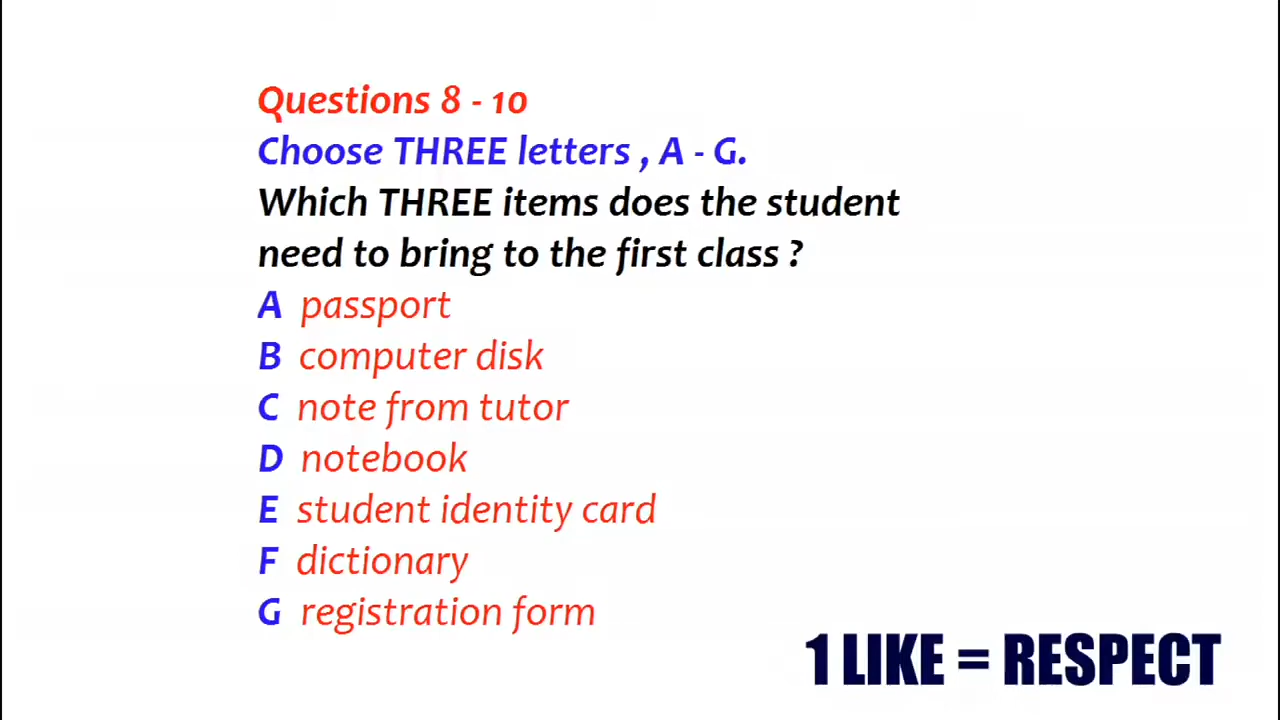 Questions 8 - 10
Choose THREE letters , A - G.
Which THREE items does the student
need to bring to the first class ?
A passport
B computer disk
C note from tutor
D notebook
E student identity card
F dictionary
G registration form
1 LIKE = RESPECT